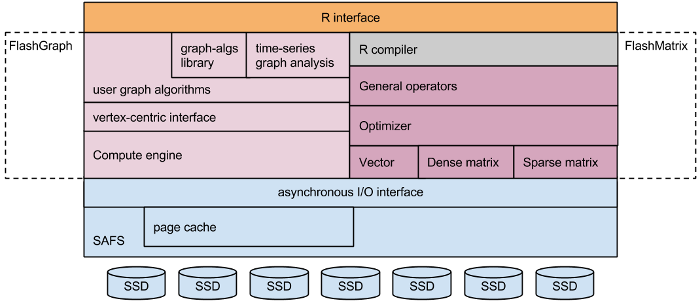 R interface
FlashGraph
graph-algs
library
time-series
graph analysis
R compiler
FlashMatrix
user graph algorithms
General operators
vertex-centric interface
Optimizer
Compute engine
Vector
Dense matrix
Sparse matrix
asynchronous I/O interface
page cache
SAFS
SSD
SSD
SSD
SSD
SSD
SSD
SSD